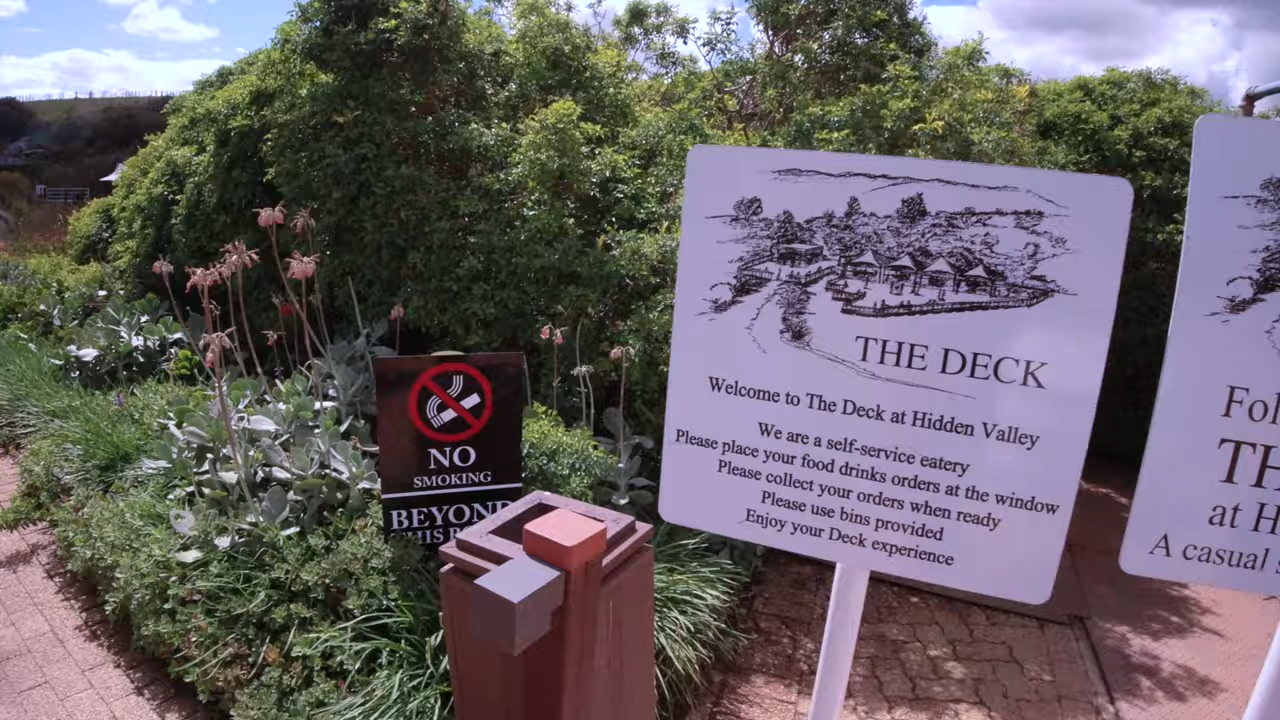 NO
SMOKING
BEYOND
THIS
THE DECK
Welcome to The Deck at Hidden Valley
We are a self-service eatery
Please place your food drinks orders at the window
Please collect your orders when ready
Please use bins provided
Enjoy your Deck experience
at
A casual